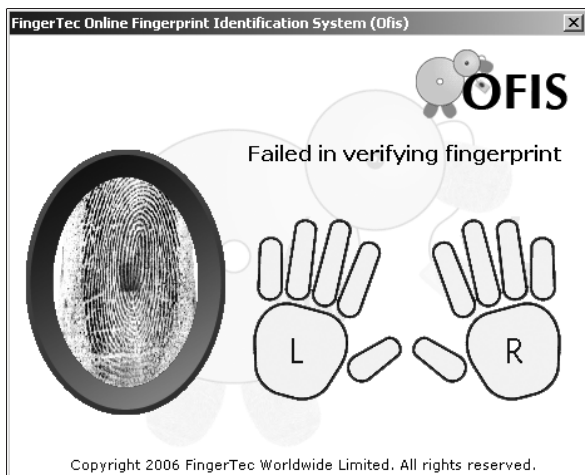 FingerTec Online Fingerprint Identification System (Ofis)
OFIS
Failed in verifying fingerprint
L
R
Copyright 2006 FingerTec Worldwide Limited. All rights reserved.